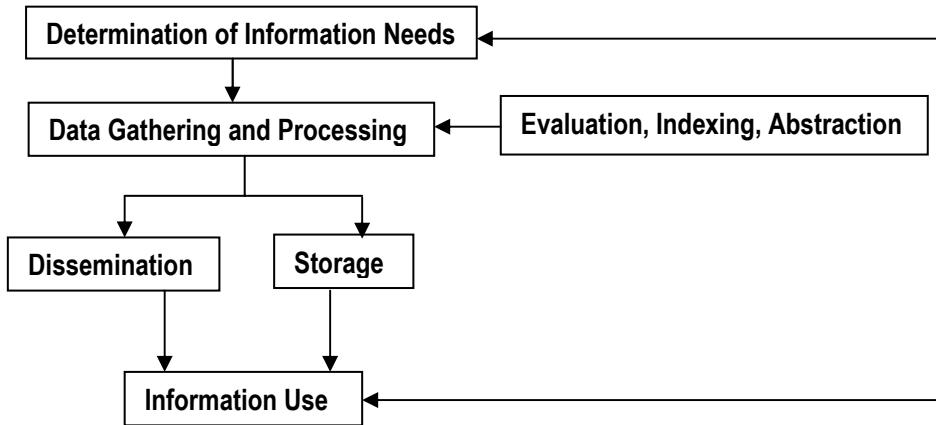 Determination of Information Needs
Data Gathering and Processing
Evaluation, Indexing, Abstraction
Dissemination
Storage
Information Use